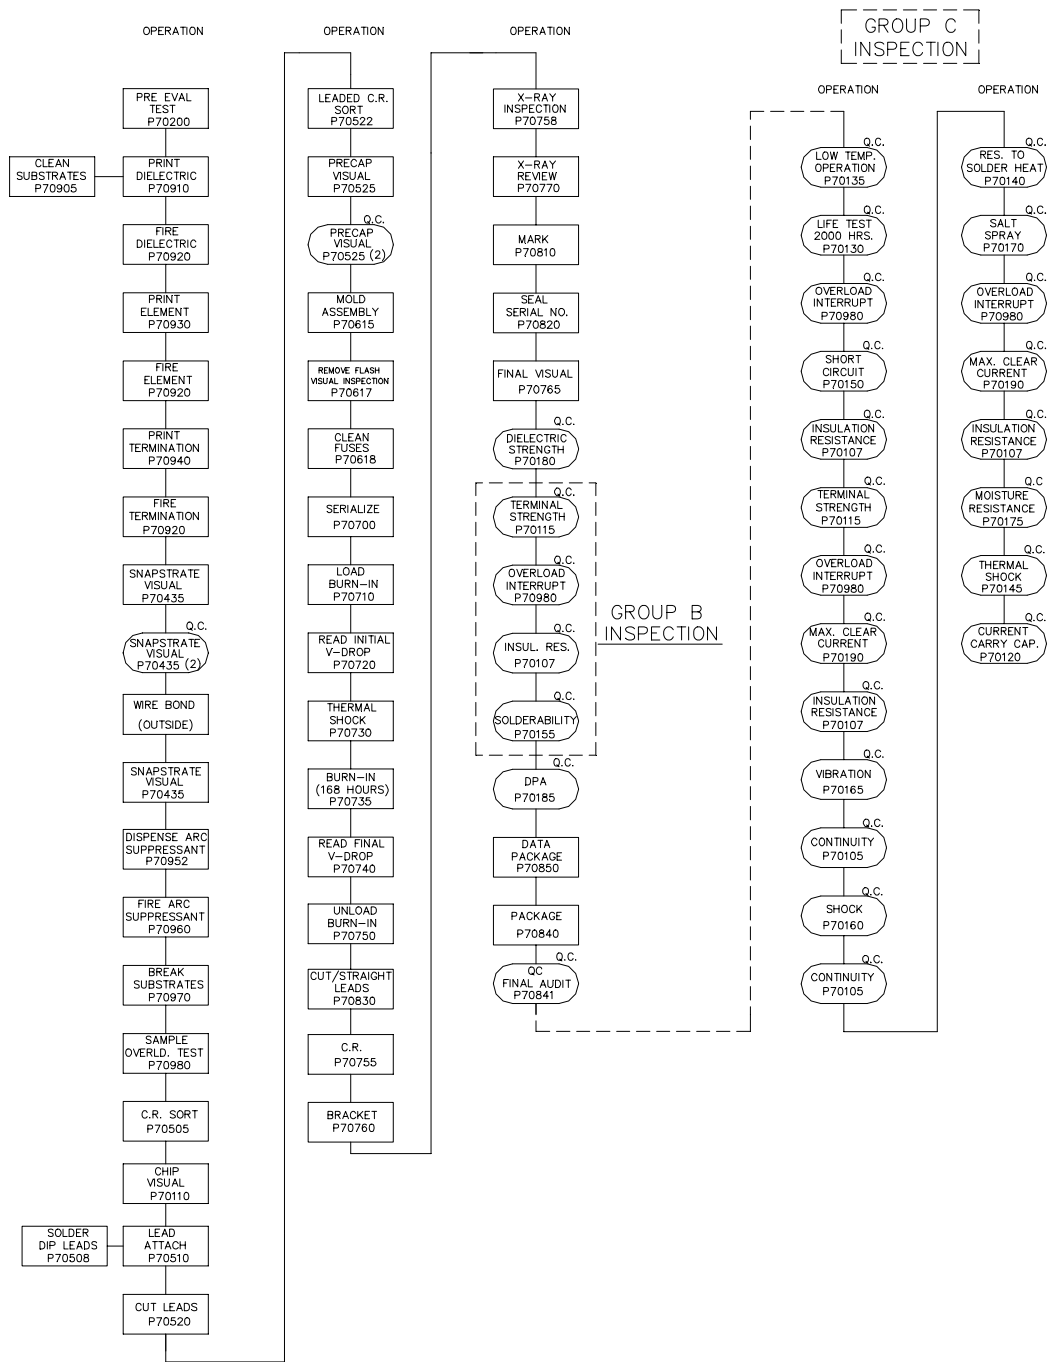 OPERATION
PRE EVAL
TEST
P70200
CLEAN
SUBSTRATES
P70905
PRINT
DIELECTRIC
P70910
FIRE
DIELECTRIC
P70920
PRINT
ELEMENT
P70930
FIRE
ELEMENT
P70920
PRINT
TERMINATION
P70940
FIRE
TERMINATION
P70920
SNAPSTRATE
VISUAL
P70435
Q.C.
SNAPSTRATE
VISUAL
P70435 (2)
WIRE BOND
(OUTSIDE)
SNAPSTRATE
VISUAL
P70435
DISPENSE ARC
SUPPRESSANT
P70952
FIRE ARC
SUPPRESSANT
P70960
BREAK
SUBSTRATES
P70970
SAMPLE
OVERLD. TEST
P70980
C.R. SORT
P70505
CHIP
VISUAL
P70110
SOLDER
DIP LEADS
P70508
LEAD
ATTACH
P70510
CUT LEADS
P70520
OPERATION
LEADED C.R.
SORT
P70522
PRECAP
VISUAL
P70525
Q.C.
PRECAP
VISUAL
P70525 (2)
MOLD
ASSEMBLY
P70615
REMOVE FLASH
VISUAL INSPECTION
P70617
CLEAN
FUSES
P70618
SERIALIZE
P70700
LOAD
BURN-IN
P70710
READ INITIAL
V-DROP
P70720
THERMAL
SHOCK
P70730
BURN-IN
(168 HOURS)
P70735
READ FINAL
V-DROP
P70740
UNLOAD
BURN-IN
P70750
CUT/STRAIGHT
LEADS
P70830
C.R.
P70755
BRACKET
P70760
OPERATION
X-RAY
INSPECTION
P70758
X-RAY
REVIEW
P70770
MARK
P70810
SEAL
SERIAL NO.
P70820
FINAL VISUAL
P70765
Q.C.
DIELECTRIC
STRENGTH
P70180
Q.C.
TERMINAL
STRENGTH
P70115
Q.C.
OVERLOAD
INTERRUPT
P70980
Q.C.
INSUL. RES.
P70107
Q.C.
SOLDERABILITY
P70155
GROUP B
INSPECTION
Q.C.
DPA
P70185
DATA
PACKAGE
P70850
PACKAGE
P70840
Q.C.
QC
FINAL AUDIT
P70841
GROUP C
INSPECTION
OPERATION
Q.C.
LOW TEMP.
OPERATION
P70135
Q.C.
LIFE TEST
2000 HRS.
P70130
Q.C.
OVERLOAD
INTERRUPT
P70980
Q.C.
SHORT
CIRCUIT
P70150
Q.C.
INSULATION
RESISTANCE
P70107
Q.C.
TERMINAL
STRENGTH
P70115
Q.C.
OVERLOAD
INTERRUPT
P70980
Q.C.
MAX. CLEAR
CURRENT
P70190
Q.C.
INSULATION
RESISTANCE
P70107
Q.C.
VIBRATION
P70165
Q.C.
CONTINUITY
P70105
Q.C.
SHOCK
P70160
Q.C.
CONTINUITY
P70105
OPERATION
Q.C.
RES. TO
SOLDER HEAT
P70140
Q.C.
SALT
SPRAY
P70170
Q.C.
OVERLOAD
INTERRUPT
P70980
Q.C.
MAX. CLEAR
CURRENT
P70190
Q.C.
INSULATION
RESISTANCE
P70107
Q.C
MOISTURE
RESISTANCE
P70175
Q.C.
THERMAL
SHOCK
P70145
Q.C.
CURRENT
CARRY CAP.
P70120